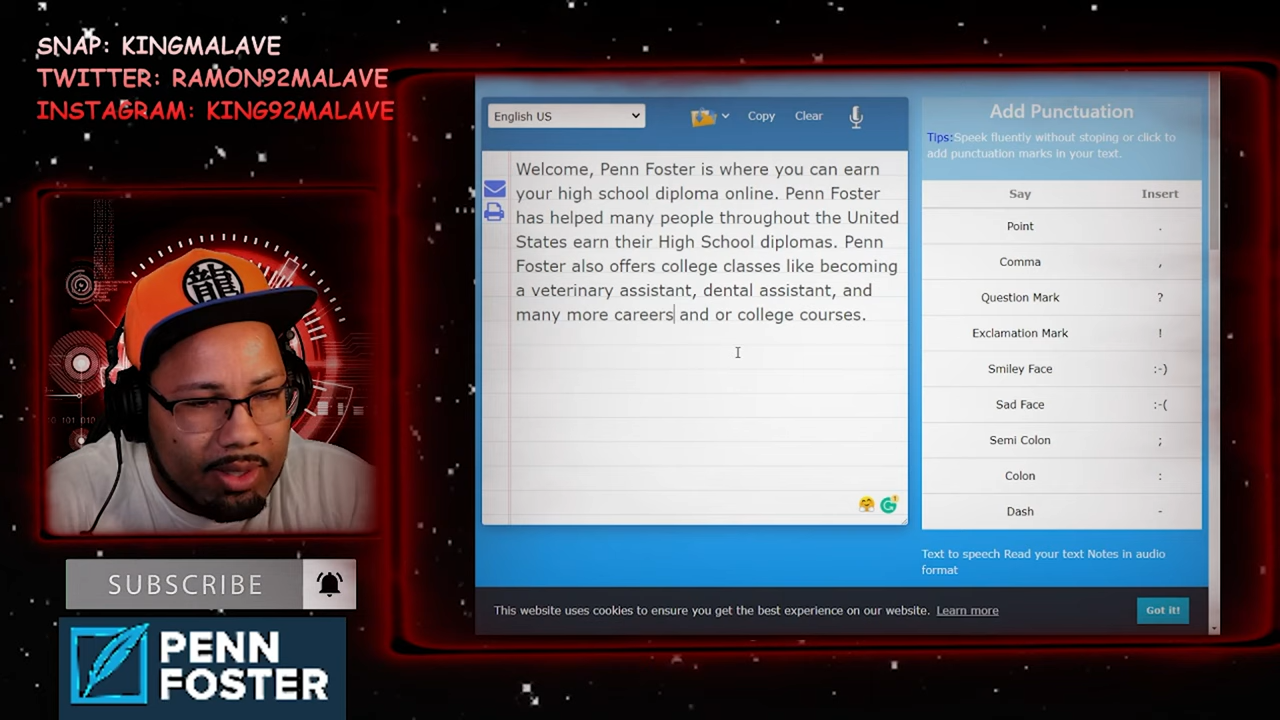 SNAP: KINGMALAVE
TWITTER: RAMON92MALAVE
INSTAGRAM: KING92MALAVE
龍
101 010
SUBSCRIBE
PENN
FOSTER
English US
Copy
Clear
Welcome, Penn Foster is where you can earn
your high school diploma online. Penn Foster
has helped many people throughout the United
States earn their High School diplomas. Penn
Foster also offers college classes like becoming
a veterinary assistant, dental assistant, and
many more careers and or college courses.
Add Punctuation
Tips:Speek fluently without stoping or click to
add punctuation marks in your text.
Say Insert
Point .
Comma ,
Question Mark ?
Exclamation Mark !
Smiley Face :-)
Sad Face :-(
Semi Colon ;
Colon :
Dash -
Text to speech Read your text Notes in audio
format
This website uses cookies to ensure you get the best experience on our website. Learn more
Got it!